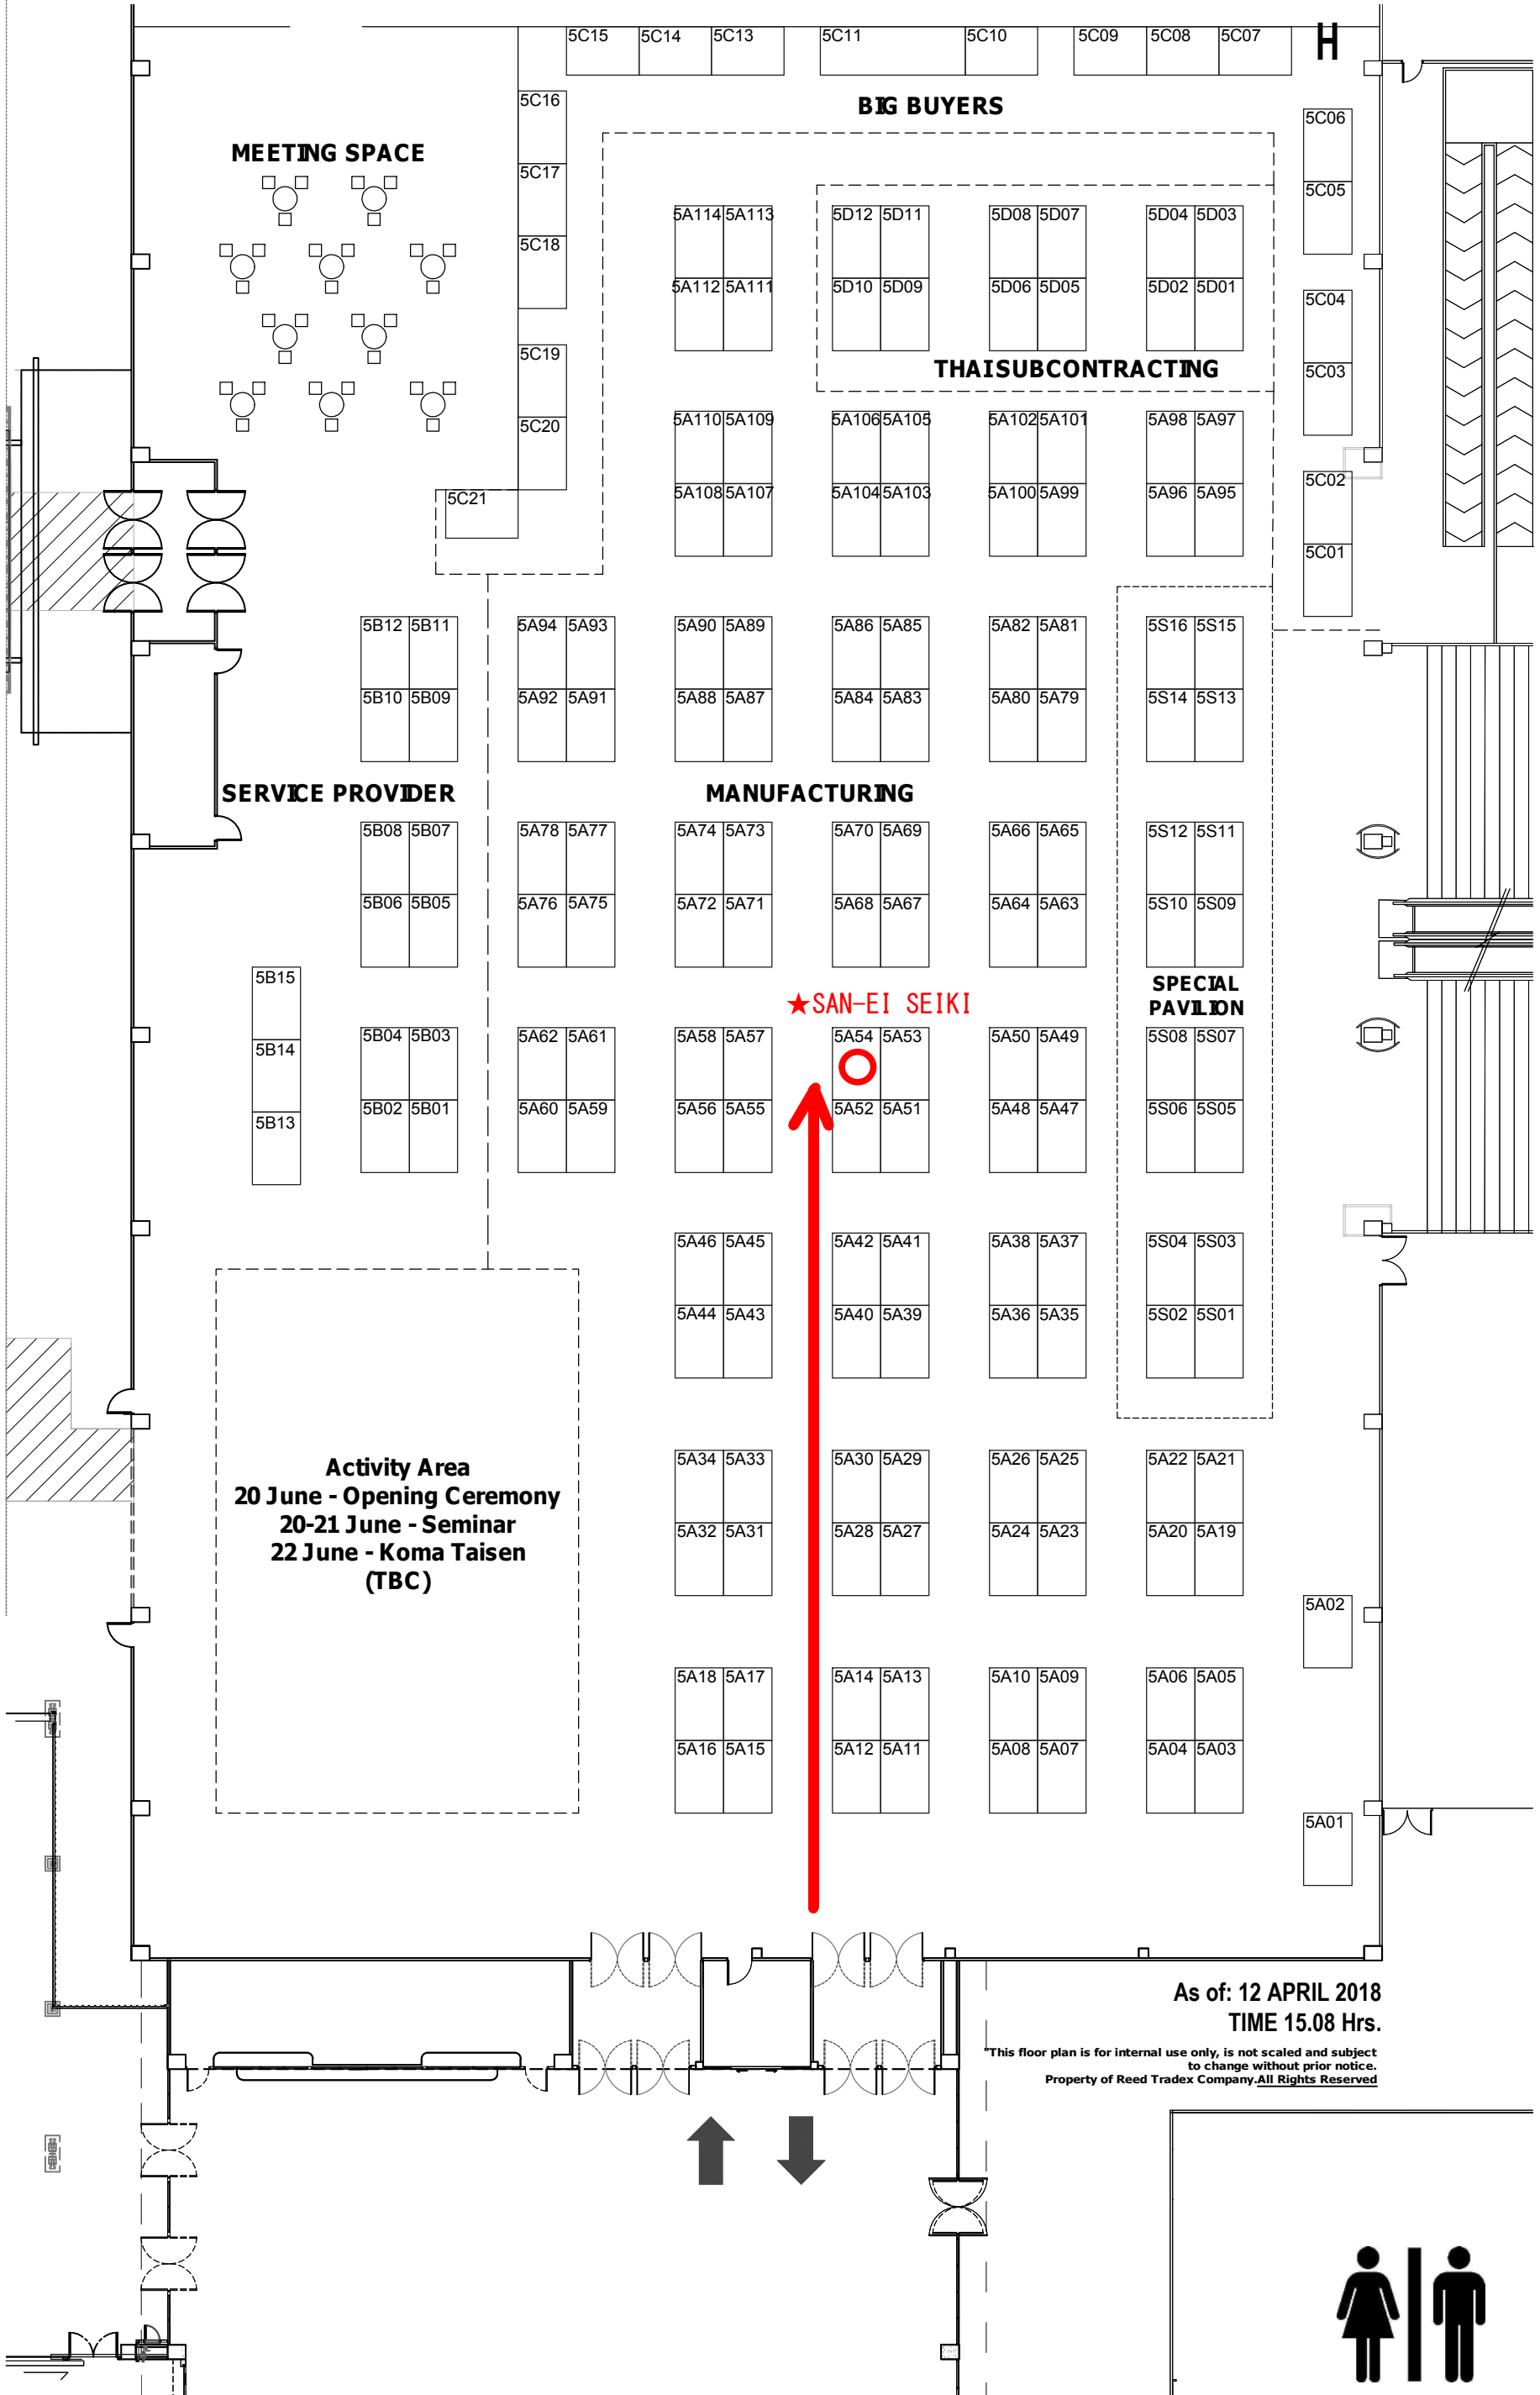 5C15 5C14 5C13 5C11 5C10 5C09 5C08 5C07 H
BIG BUYERS
5C16
5C06
MEETING SPACE
5C17
5C05
5A114 5A113 5D12 5D11 5D08 5D07 5D04 5D03
5C18
5A112 5A111 5D10 5D09 5D06 5D05 5D02 5D01
5C04
5C19
THAI SUBCONTRACTING
5C03
5C20
5A110 5A109 5A106 5A105 5A102 5A101 5A98 5A97
5C02
5C21
5A108 5A107 5A104 5A103 5A100 5A99 5A96 5A95
5C01
5B12 5B11 5A94 5A93 5A90 5A89 5A86 5A85 5A82 5A81 5S16 5S15
5B10 5B09 5A92 5A91 5A88 5A87 5A84 5A83 5A80 5A79 5S14 5S13
SERVICE PROVIDER
MANUFACTURING
5B08 5B07 5A78 5A77 5A74 5A73 5A70 5A69 5A66 5A65 5S12 5S11
5B06 5B05 5A76 5A75 5A72 5A71 5A68 5A67 5A64 5A63 5S10 5S09
5B15
★SAN-EI SEIKI
SPECIAL
PAVILION
5B14
5B04 5B03 5A62 5A61 5A58 5A57 5A54 5A53 5A50 5A49 5S08 5S07
5B13
5B02 5B01 5A60 5A59 5A56 5A55 5A52 5A51 5A48 5A47 5S06 5S05
5A46 5A45 5A42 5A41 5A38 5A37 5S04 5S03
5A44 5A43 5A40 5A39 5A36 5A35 5S02 5S01
Activity Area
20 June - Opening Ceremony
20-21 June - Seminar
22 June - Koma Taisen
(TBC)
5A34 5A33 5A30 5A29 5A26 5A25 5A22 5A21
5A32 5A31 5A28 5A27 5A24 5A23 5A20 5A19
5A02
5A18 5A17 5A14 5A13 5A10 5A09 5A06 5A05
5A16 5A15 5A12 5A11 5A08 5A07 5A04 5A03
5A01
As of: 12 APRIL 2018
TIME 15.08 Hrs.
"This floor plan is for internal use only, is not scaled and subject
to change without prior notice.
Property of Reed Tradex Company.All Rights Reserved